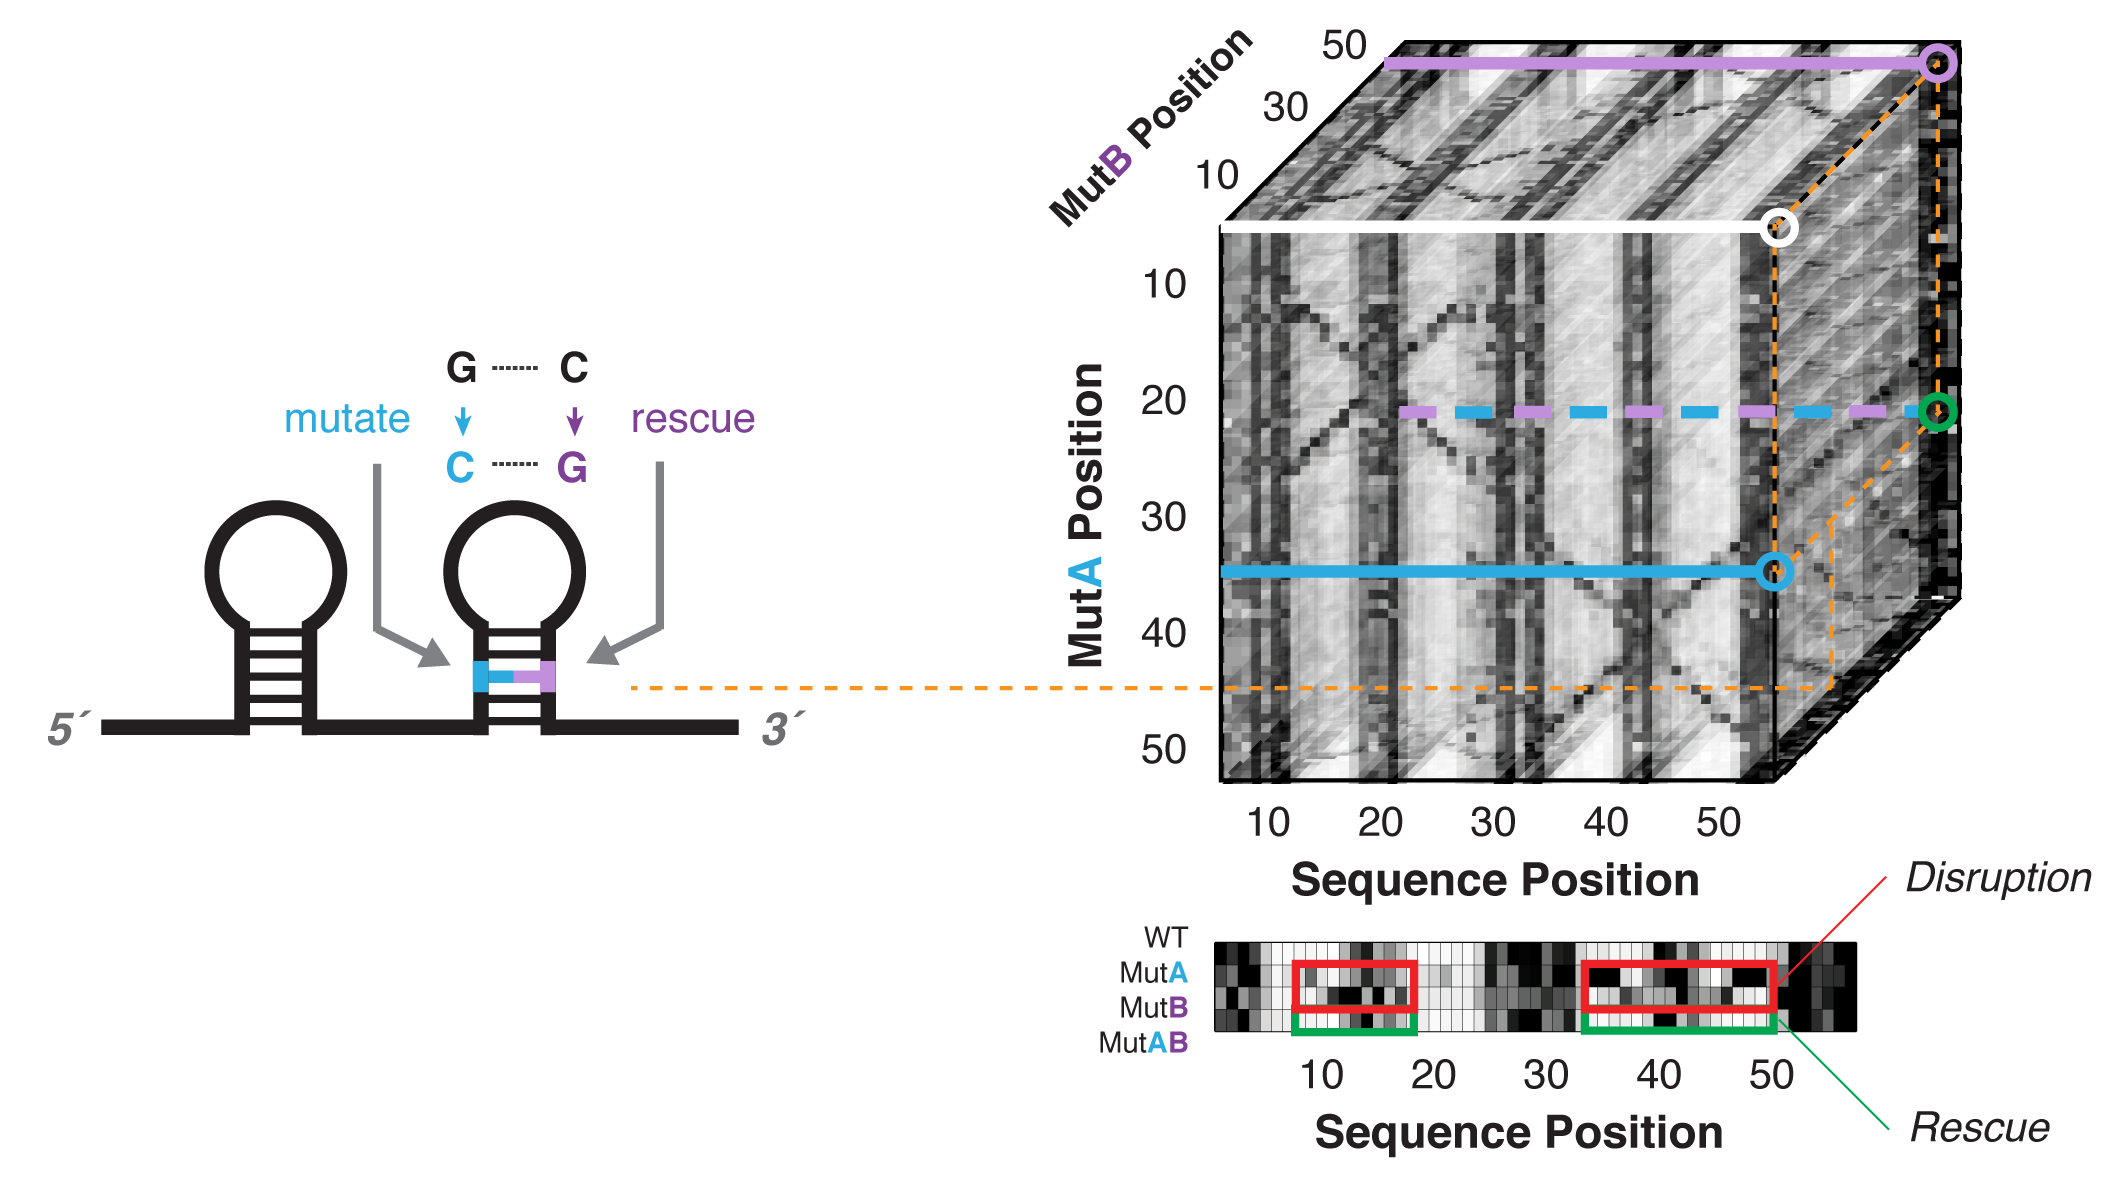 G C
mutate rescue
C G
5´ 3´
MutB Position
50
30
10
MutA Position
10
20
30
40
50
10 20 30 40 50
Sequence Position
Disruption
WT
MutA
MutB
MutAB
10 20 30 40 50
Sequence Position
Rescue